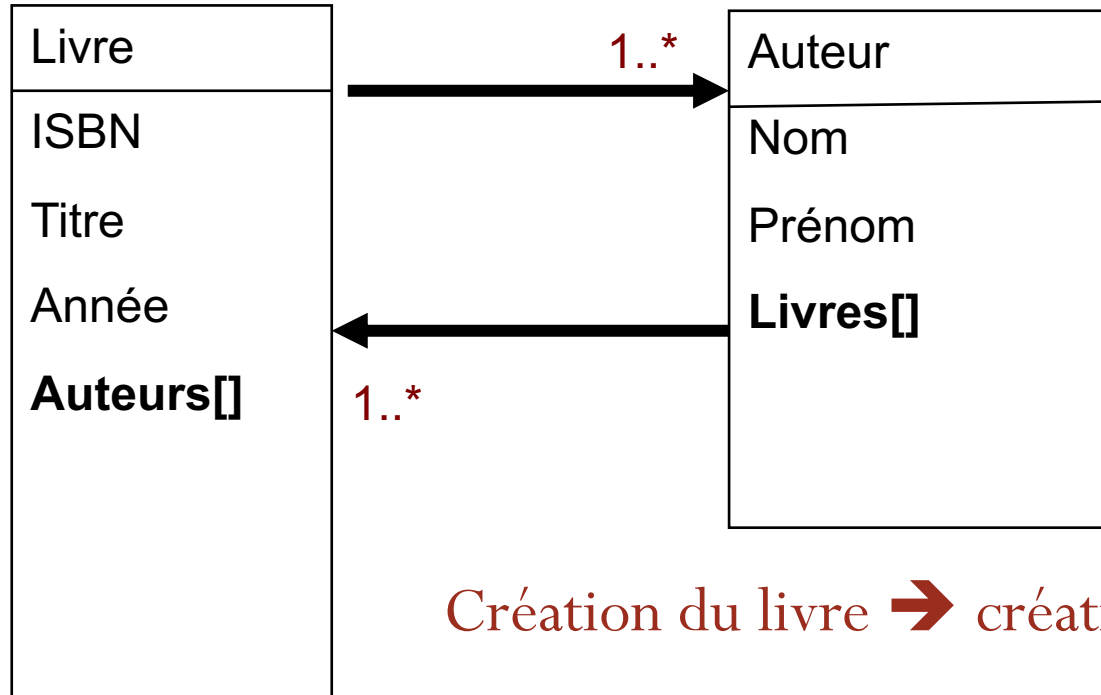 Livre
ISBN
Titre
Année
Auteurs[]
1..*
1..*
Auteur
Nom
Prénom
Livres[]
Création du livre ➔